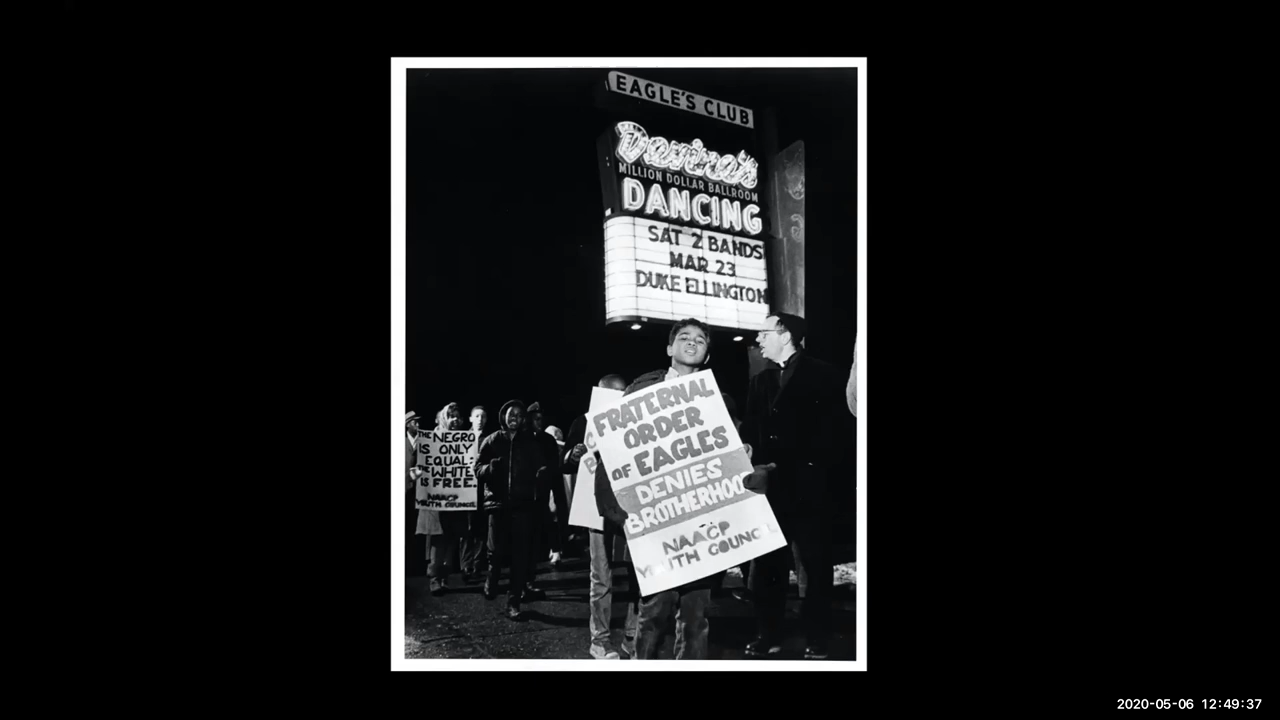 EAGLE'S CLUB
Devine's
MILLION DOLLAR BALLROOM
DANCING
SAT 2 BANDS
MAR 23
DUKE ELLINGTON
FRATERNAL
ORDER
of EAGLES
DENIES
BROTHERHOOD
NAACP
YOUTH COUNCIL
THE NEGRO
IS ONLY
EQUAL:
THE WHITE
IS FREE.
NAACP
YOUTH COUNCIL
2020-05-06 12:49:37